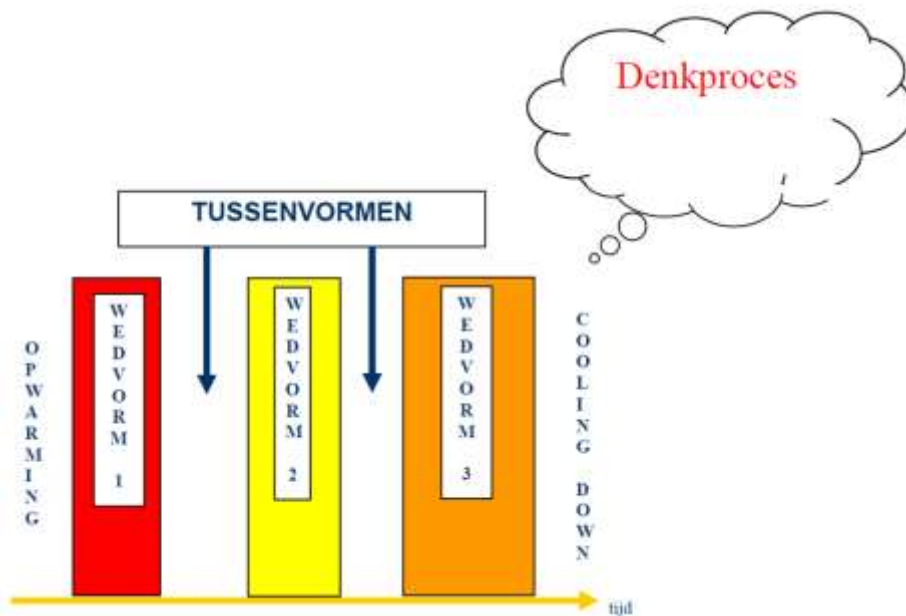 Denkproces
I
TUSSENVORMEN
OPWARMING
WEDVORM 1
WEDVORM 2
WEDVORM 3
COOLING DOWN
tijd